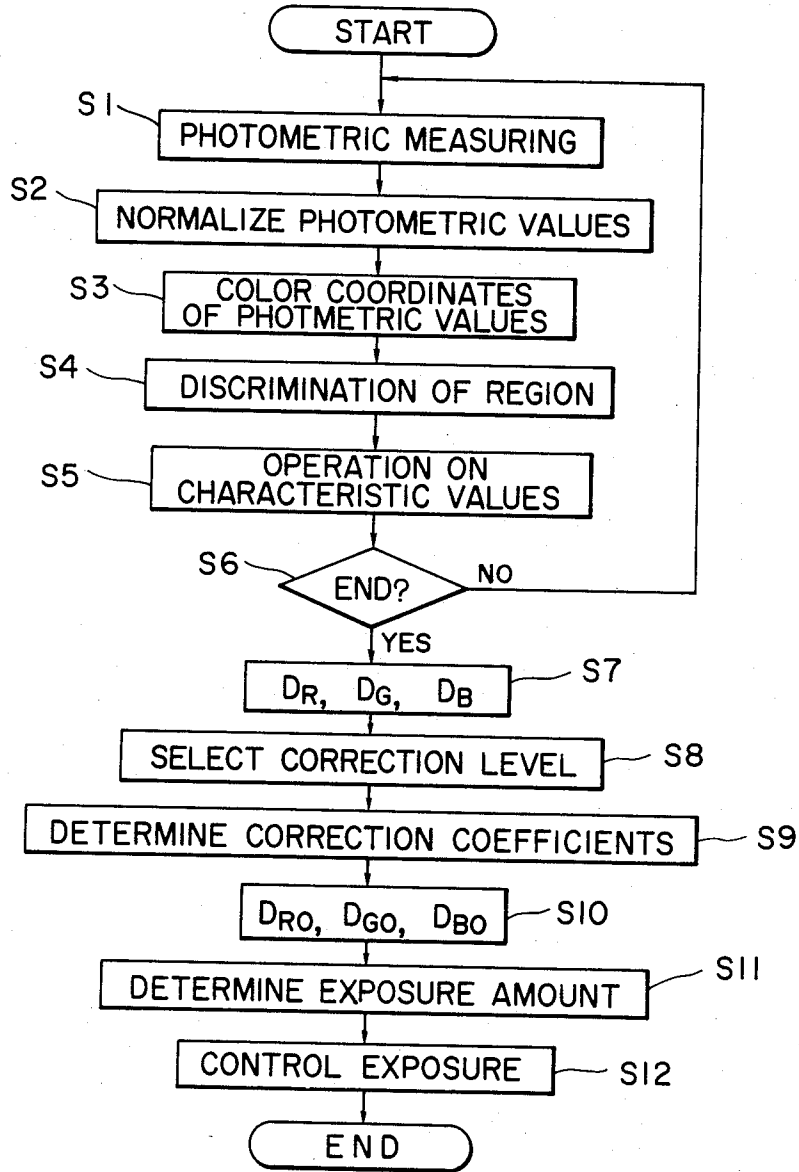 START
S1
PHOTOMETRIC MEASURING
S2
NORMALIZE PHOTOMETRIC VALUES
S3
COLOR COORDINATES
OF PHOTMETRIC VALUES
S4
DISCRIMINATION OF REGION
S5
OPERATION ON
CHARACTERISTIC VALUES
S6
END?
NO
YES
S7
DR, DG, DB
SELECT CORRECTION LEVEL
S8
DETERMINE CORRECTION COEFFICIENTS
S9
DRO, DGO, DBO
S10
DETERMINE EXPOSURE AMOUNT
S11
CONTROL EXPOSURE
S12
END